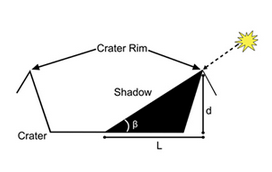 Crater Rim
Shadow
β
d
Crater
L